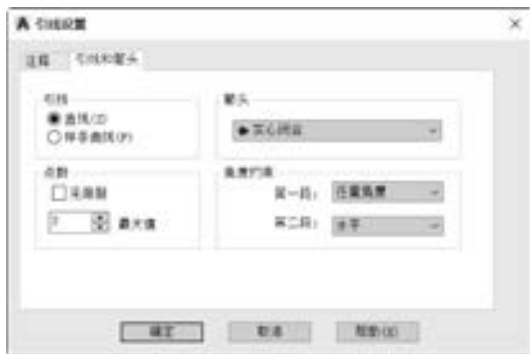 引线设置
注释 引线和箭头
引线
直线(S)
样条曲线(P)
箭头
实心闭合
点数
无限制
最大值
角度约束
第一段: 任意角度
第二段: 水平
确定 取消 帮助(H)